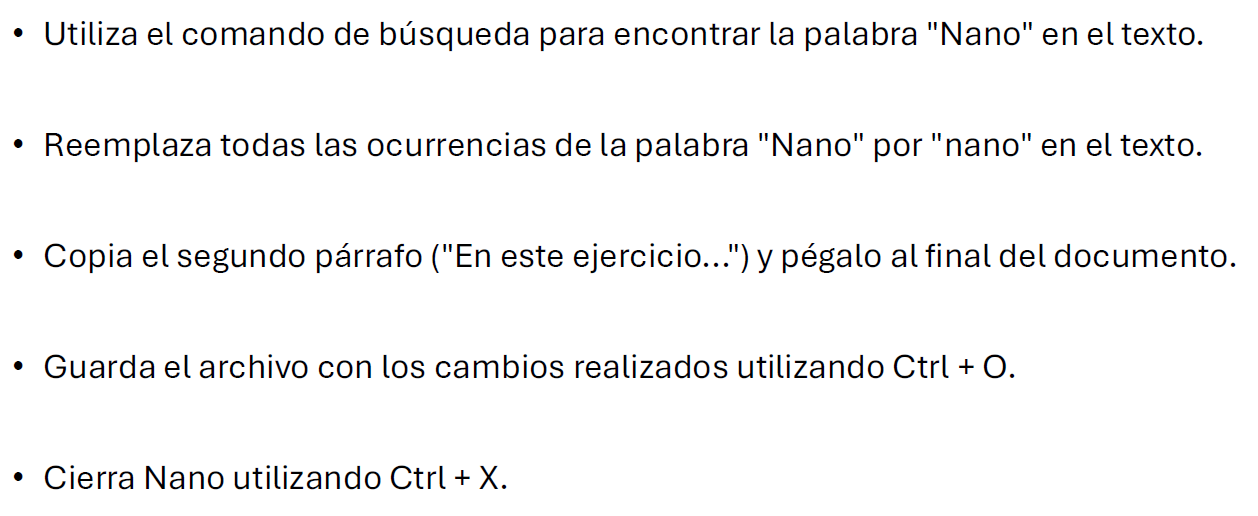 • Utiliza el comando de búsqueda para encontrar la palabra "Nano" en el texto.
• Reemplaza todas las ocurrencias de la palabra "Nano" por "nano" en el texto.
• Copia el segundo párrafo ("En este ejercicio...") y pégalo al final del documento.
• Guarda el archivo con los cambios realizados utilizando Ctrl + O.
• Cierra Nano utilizando Ctrl + X.